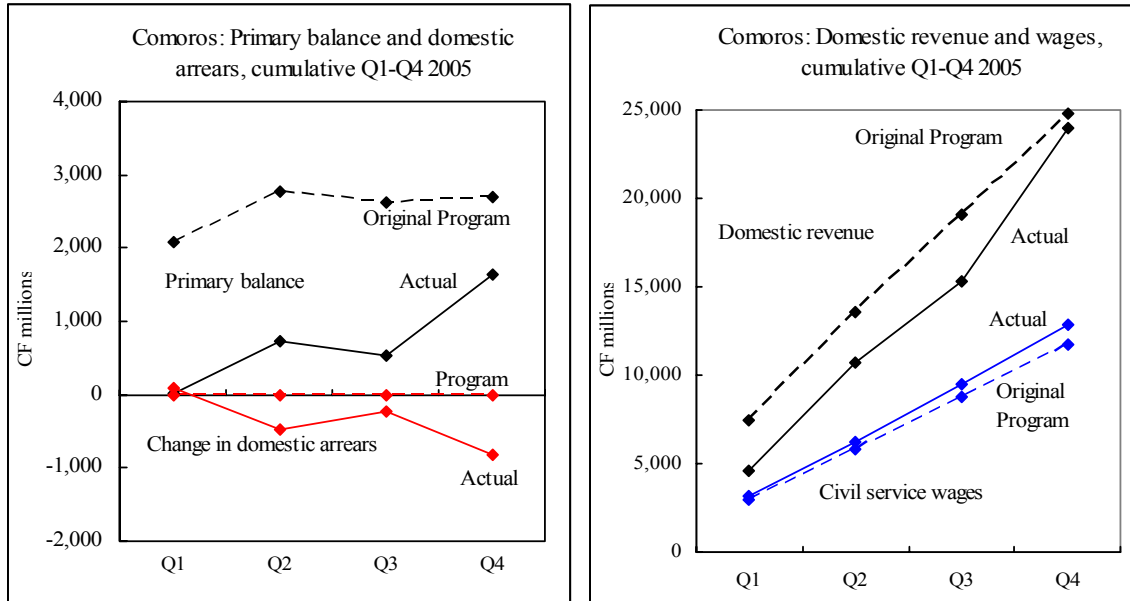 Comoros: Primary balance and domestic
arrears, cumulative Q1-Q4 2005
4,000
3,000
2,000
1,000
0
-1,000
-2,000
CF millions
Original Program
Primary balance
Actual
Program
Change in domestic arrears
Actual
Q1 Q2 Q3 Q4
Comoros: Domestic revenue and wages,
cumulative Q1-Q4 2005
25,000
20,000
15,000
10,000
5,000
0
CF millions
Original Program
Domestic revenue
Actual
Actual
Original
Program
Civil service wages
Q1 Q2 Q3 Q4